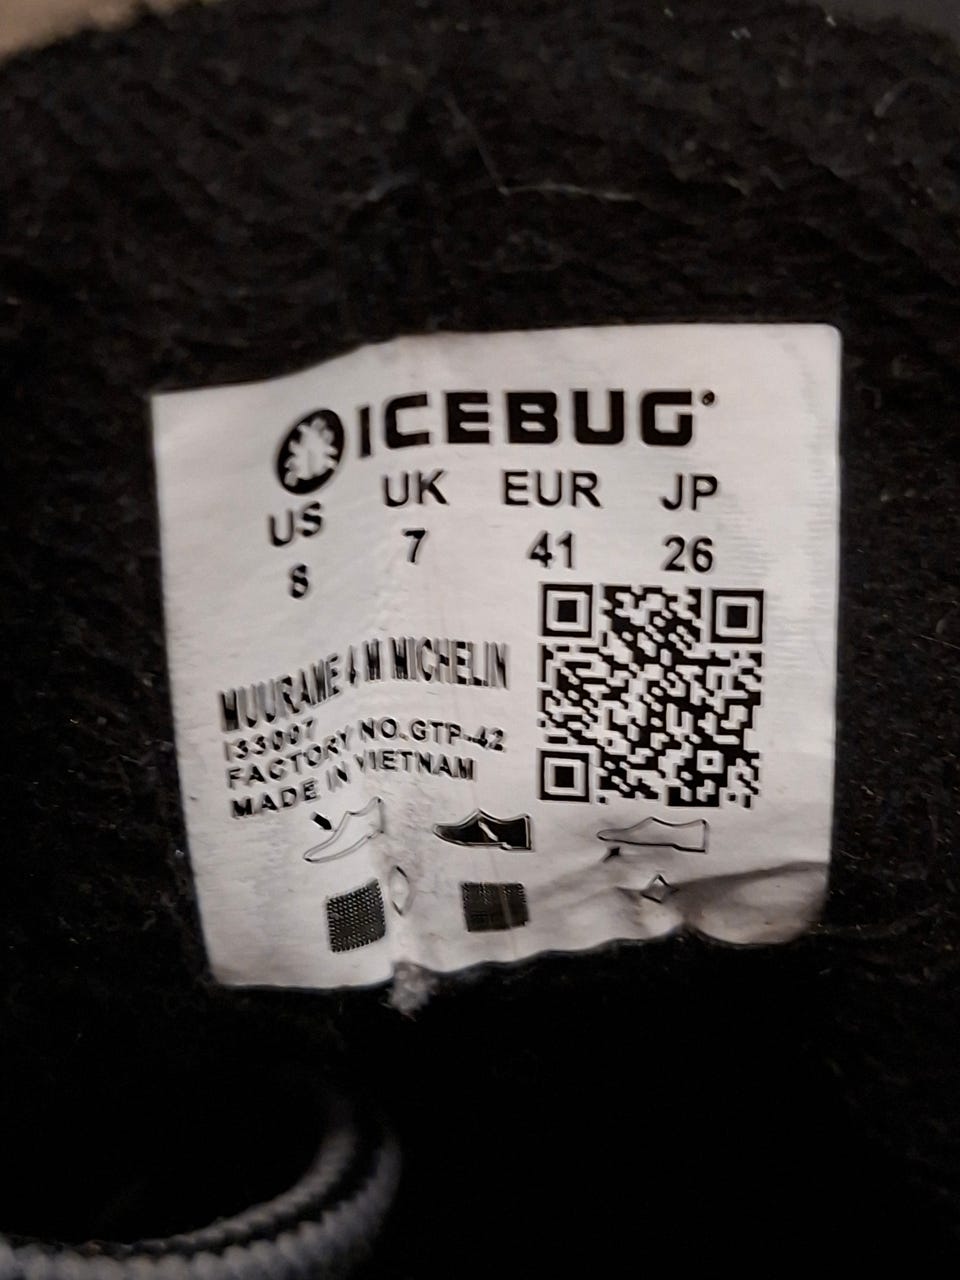 ICEBUG
US UK EUR JP
8 7 41 26
MUURAME 4 M MICHELIN
I33007
FACTORY NO.GTP-42
MADE IN VIETNAM